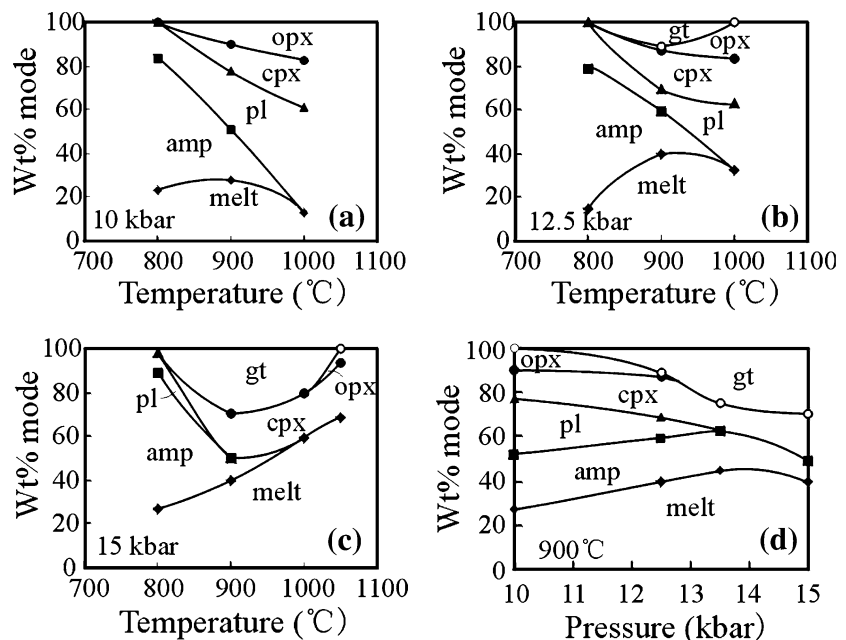 100
80
60
40
20
0
Wt% mode
opx
cpx
pl
amp
melt
10 kbar
(a)
700 800 900 1000 1100
Temperature (℃)
100
80
60
40
20
0
Wt% mode
gt
opx
cpx
pl
amp
melt
12.5 kbar
(b)
700 800 900 1000 1100
Temperature (℃)
100
80
60
40
20
0
Wt% mode
gt
opx
pl
cpx
amp
melt
15 kbar
(c)
700 800 900 1000 1100
Temperature (℃)
100
80
60
40
20
0
Wt% mode
opx
gt
cpx
pl
amp
melt
900℃
(d)
10 11 12 13 14 15
Pressure (kbar)